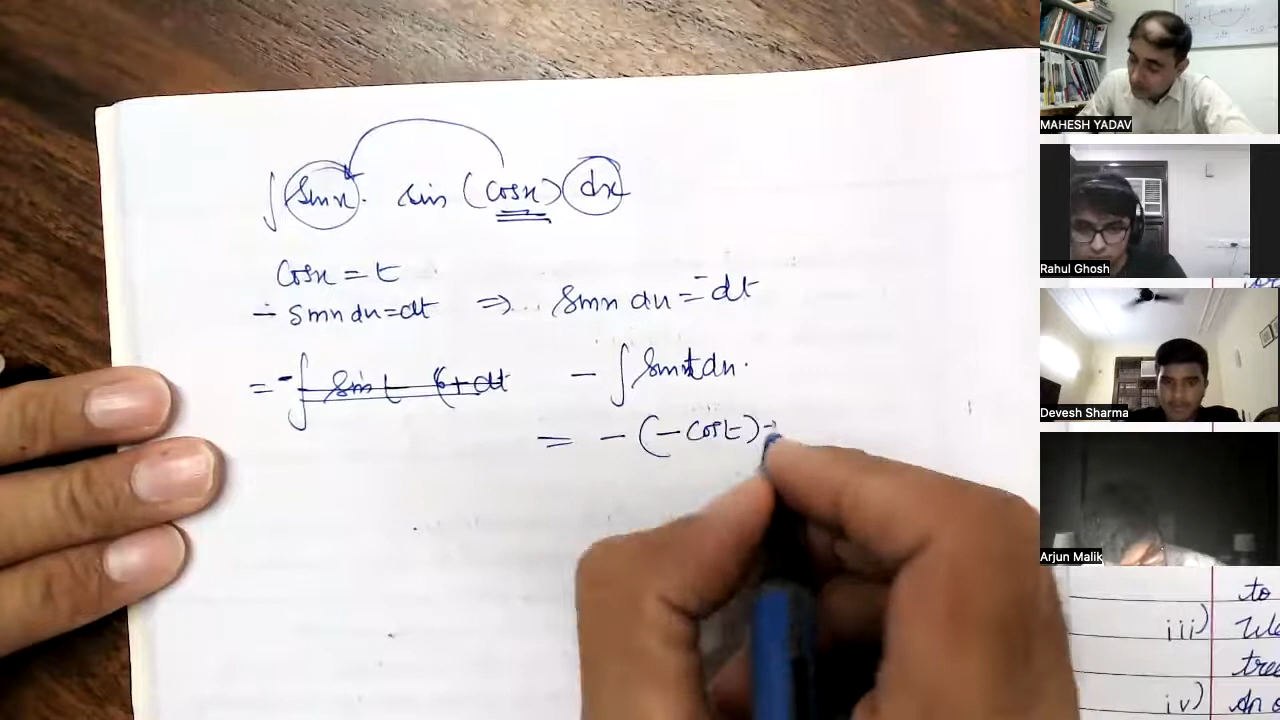 ∫ sinx. sin (cosx) dx
cosx = t
- sinx dx = dt ⇒ sinx dx = -dt
= -∫ sint dt - ∫ sint dx.
= - (-cost) +
MAHESH YADAV
Rahul Ghosh
Devesh Sharma
Arjun Malik
to
iii)
tree
iv)